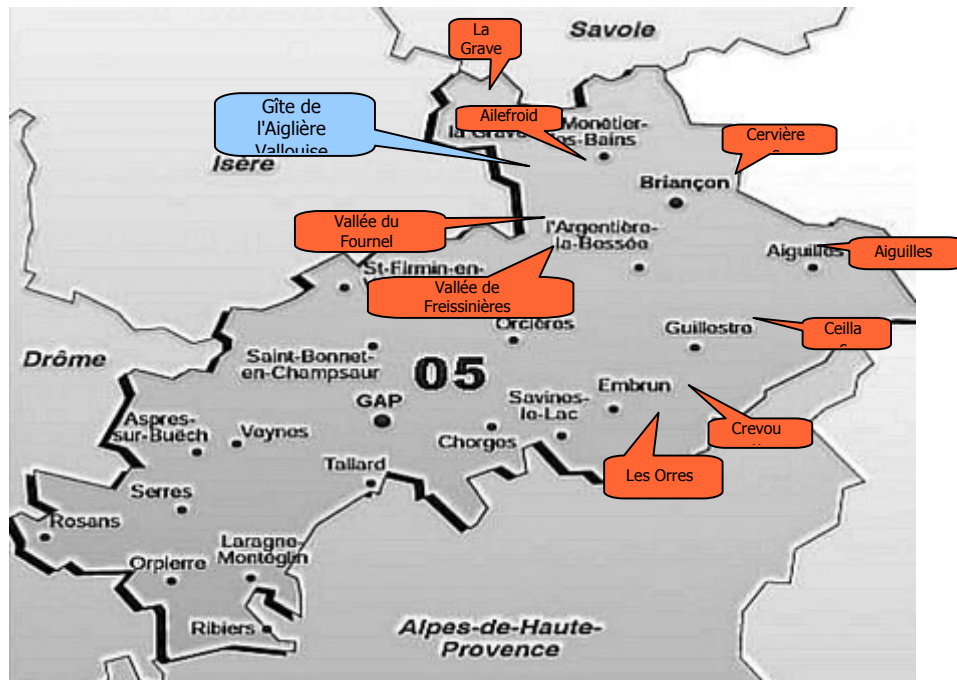 La
Grave
Savoie
Gîte de
l'Aiglière
Vallouise
Ailefroid
la Grave
Monêtier-
les-Bains
Cervière
Isère
Briançon
Vallée du
Fournel
l'Argentière-
la-Bessée
Aiguilles
Aiguilles
St-Firmin-en-
Vallée de
Freissinières
Orcières
Guillestre
Ceilla
Drôme
Saint-Bonnet-
en-Champsaur
05
Embrun
GAP
Savines-
le-Lac
Aspres-
sur-Buëch
Veynes
Chorges
Crevou
Tallard
Les Orres
Serres
Rosans
Laragne-
Montéglin
Orpierre
Ribiers
Alpes-de-Haute-
Provence